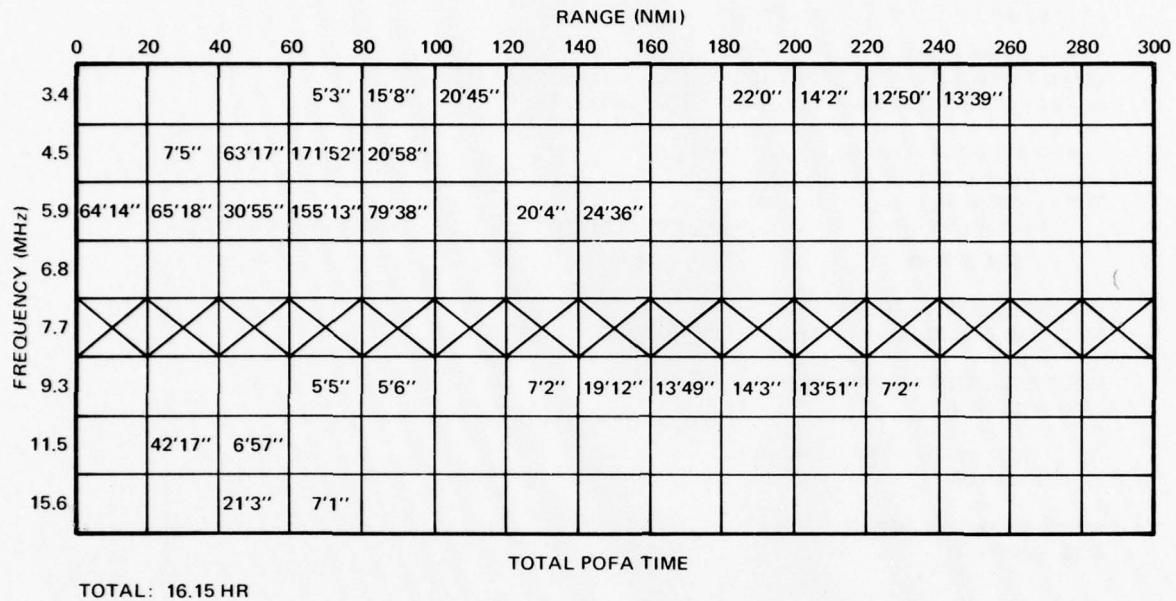 RANGE (NMI)
0 20 40 60 80 100 120 140 160 180 200 220 240 260 280 300
FREQUENCY (MHz)
3.4 5'3'' 15'8'' 20'45'' 22'0'' 14'2'' 12'50'' 13'39''
4.5 7'5'' 63'17'' 171'52'' 20'58''
5.9 64'14'' 65'18'' 30'55'' 155'13'' 79'38'' 20'4'' 24'36''
6.8
7.7
9.3 5'5'' 5'6'' 7'2'' 19'12'' 13'49'' 14'3'' 13'51'' 7'2''
11.5 42'17'' 6'57''
15.6 21'3'' 7'1''
TOTAL POFA TIME
TOTAL: 16.15 HR